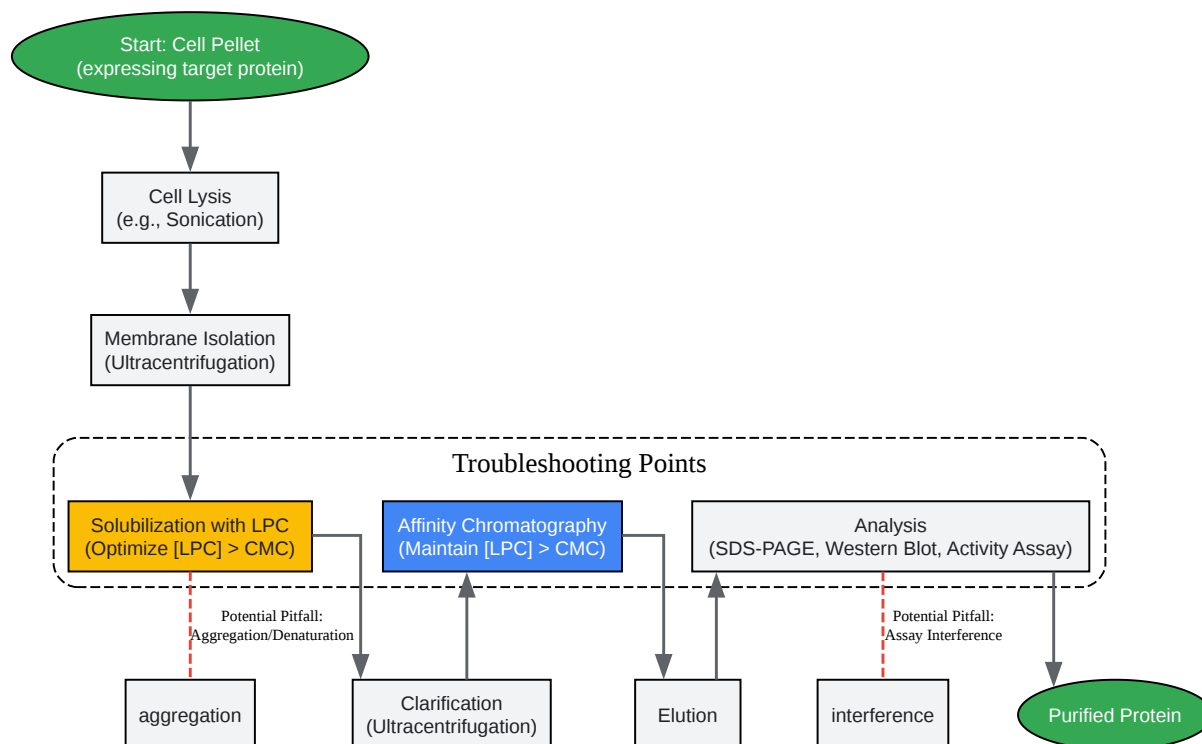 Start: Cell Pellet
(expressing target protein)
Cell Lysis
(e.g., Sonication)
Membrane Isolation
(Ultracentrifugation)
Troubleshooting Points
Solubilization with LPC
(Optimize [LPC] > CMC)
Affinity Chromatography
(Maintain [LPC] > CMC)
Analysis
(SDS-PAGE, Western Blot, Activity Assay)
Potential Pitfall:
Aggregation/Denaturation
Potential Pitfall:
Assay Interference
aggregation
Clarification
(Ultracentrifugation)
Elution
interference
Purified Protein